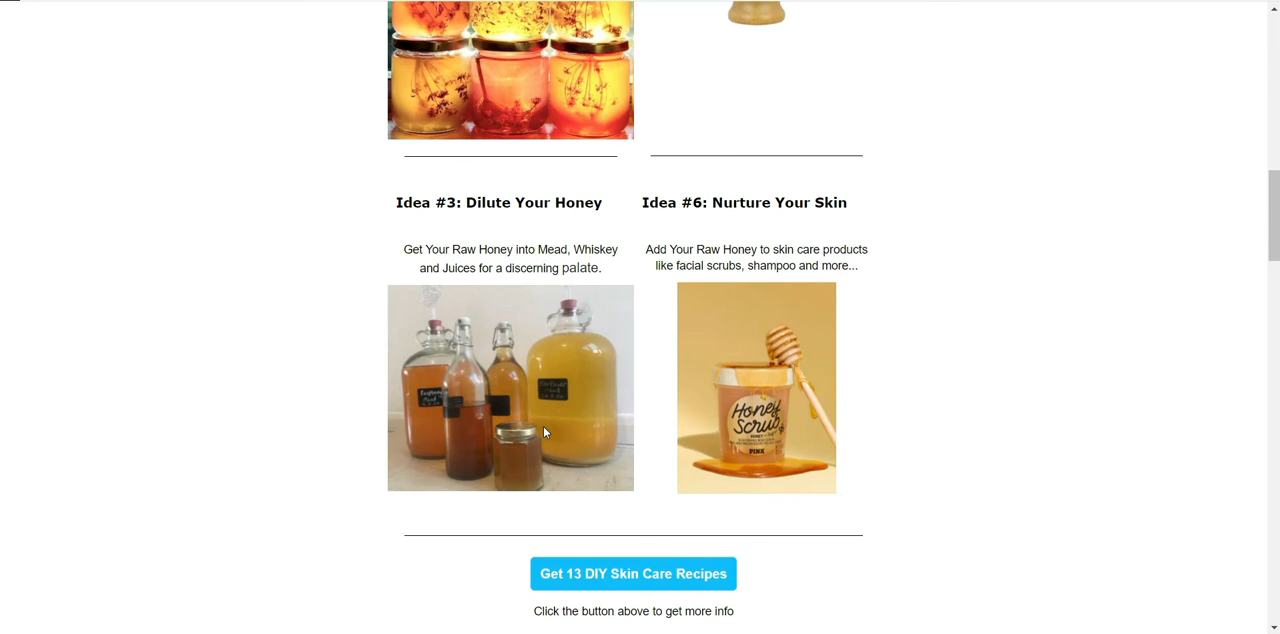 Idea #3: Dilute Your Honey
Get Your Raw Honey into Mead, Whiskey
and Juices for a discerning palate.
Idea #6: Nurture Your Skin
Add Your Raw Honey to skin care products
like facial scrubs, shampoo and more...
Honey
Scrub
PINK
Get 13 DIY Skin Care Recipes
Click the button above to get more info